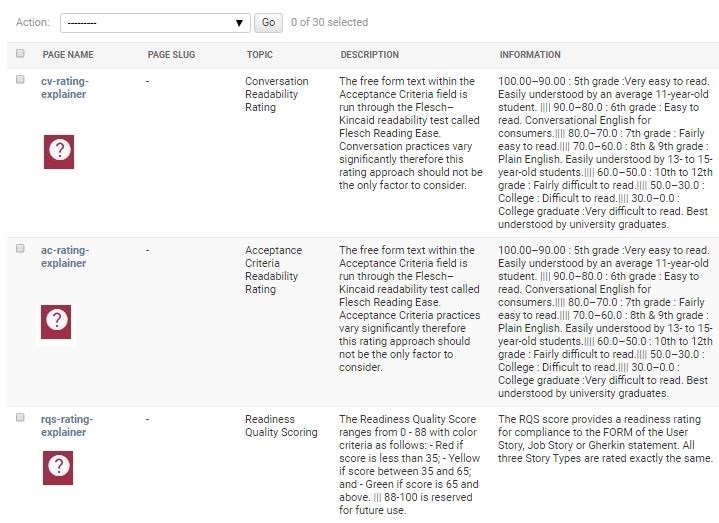 Action: --------- Go 0 of 30 selected
PAGE NAME PAGE SLUG TOPIC DESCRIPTION INFORMATION
cv-rating-
explainer
-
Conversation
Readability
Rating
The free form text within the
Acceptance Criteria field is
run through the Flesch–
Kincaid readability test called
Flesch Reading Ease.
Conversation practices vary
significantly therefore this
rating approach should not be
the only factor to consider.
100.00–90.00 : 5th grade :Very easy to read.
Easily understood by an average 11-year-old
student. |||| 90.0–80.0 : 6th grade : Easy to
read. Conversational English for
consumers.|||| 80.0–70.0 : 7th grade : Fairly
easy to read.|||| 70.0–60.0 : 8th & 9th grade :
Plain English. Easily understood by 13- to 15-
year-old students.|||| 60.0–50.0 : 10th to 12th
grade : Fairly difficult to read.|||| 50.0–30.0 :
College : Difficult to read.|||| 30.0–0.0 :
College graduate :Very difficult to read. Best
understood by university graduates.
?
ac-rating-
explainer
-
Acceptance
Criteria
Readability
Rating
The free form text within the
Acceptance Criteria field is
run through the Flesch–
Kincaid readability test called
Flesch Reading Ease.
Acceptance Criteria practices
vary significantly therefore
this rating approach should
not be the only factor to
consider.
100.00–90.00 : 5th grade :Very easy to read.
Easily understood by an average 11-year-old
student. |||| 90.0–80.0 : 6th grade : Easy to
read. Conversational English for
consumers.|||| 80.0–70.0 : 7th grade : Fairly
easy to read.|||| 70.0–60.0 : 8th & 9th grade :
Plain English. Easily understood by 13- to 15-
year-old students.|||| 60.0–50.0 : 10th to 12th
grade : Fairly difficult to read.|||| 50.0–30.0 :
College : Difficult to read.|||| 30.0–0.0 :
College graduate :Very difficult to read. Best
understood by university graduates.
?
rqs-rating-
explainer
-
Readiness
Quality Scoring
The Readiness Quality Score
ranges from 0 - 88 with color
criteria as follows: - Red if
score is less than 35; - Yellow
if score between 35 and 65;
and - Green if score is 65 and
above. ||| 88-100 is reserved
for future use.
The RQS score provides a readiness rating
for compliance to the FORM of the User
Story, Job Story or Gherkin statement. All
three Story Types are rated exactly the same.
?